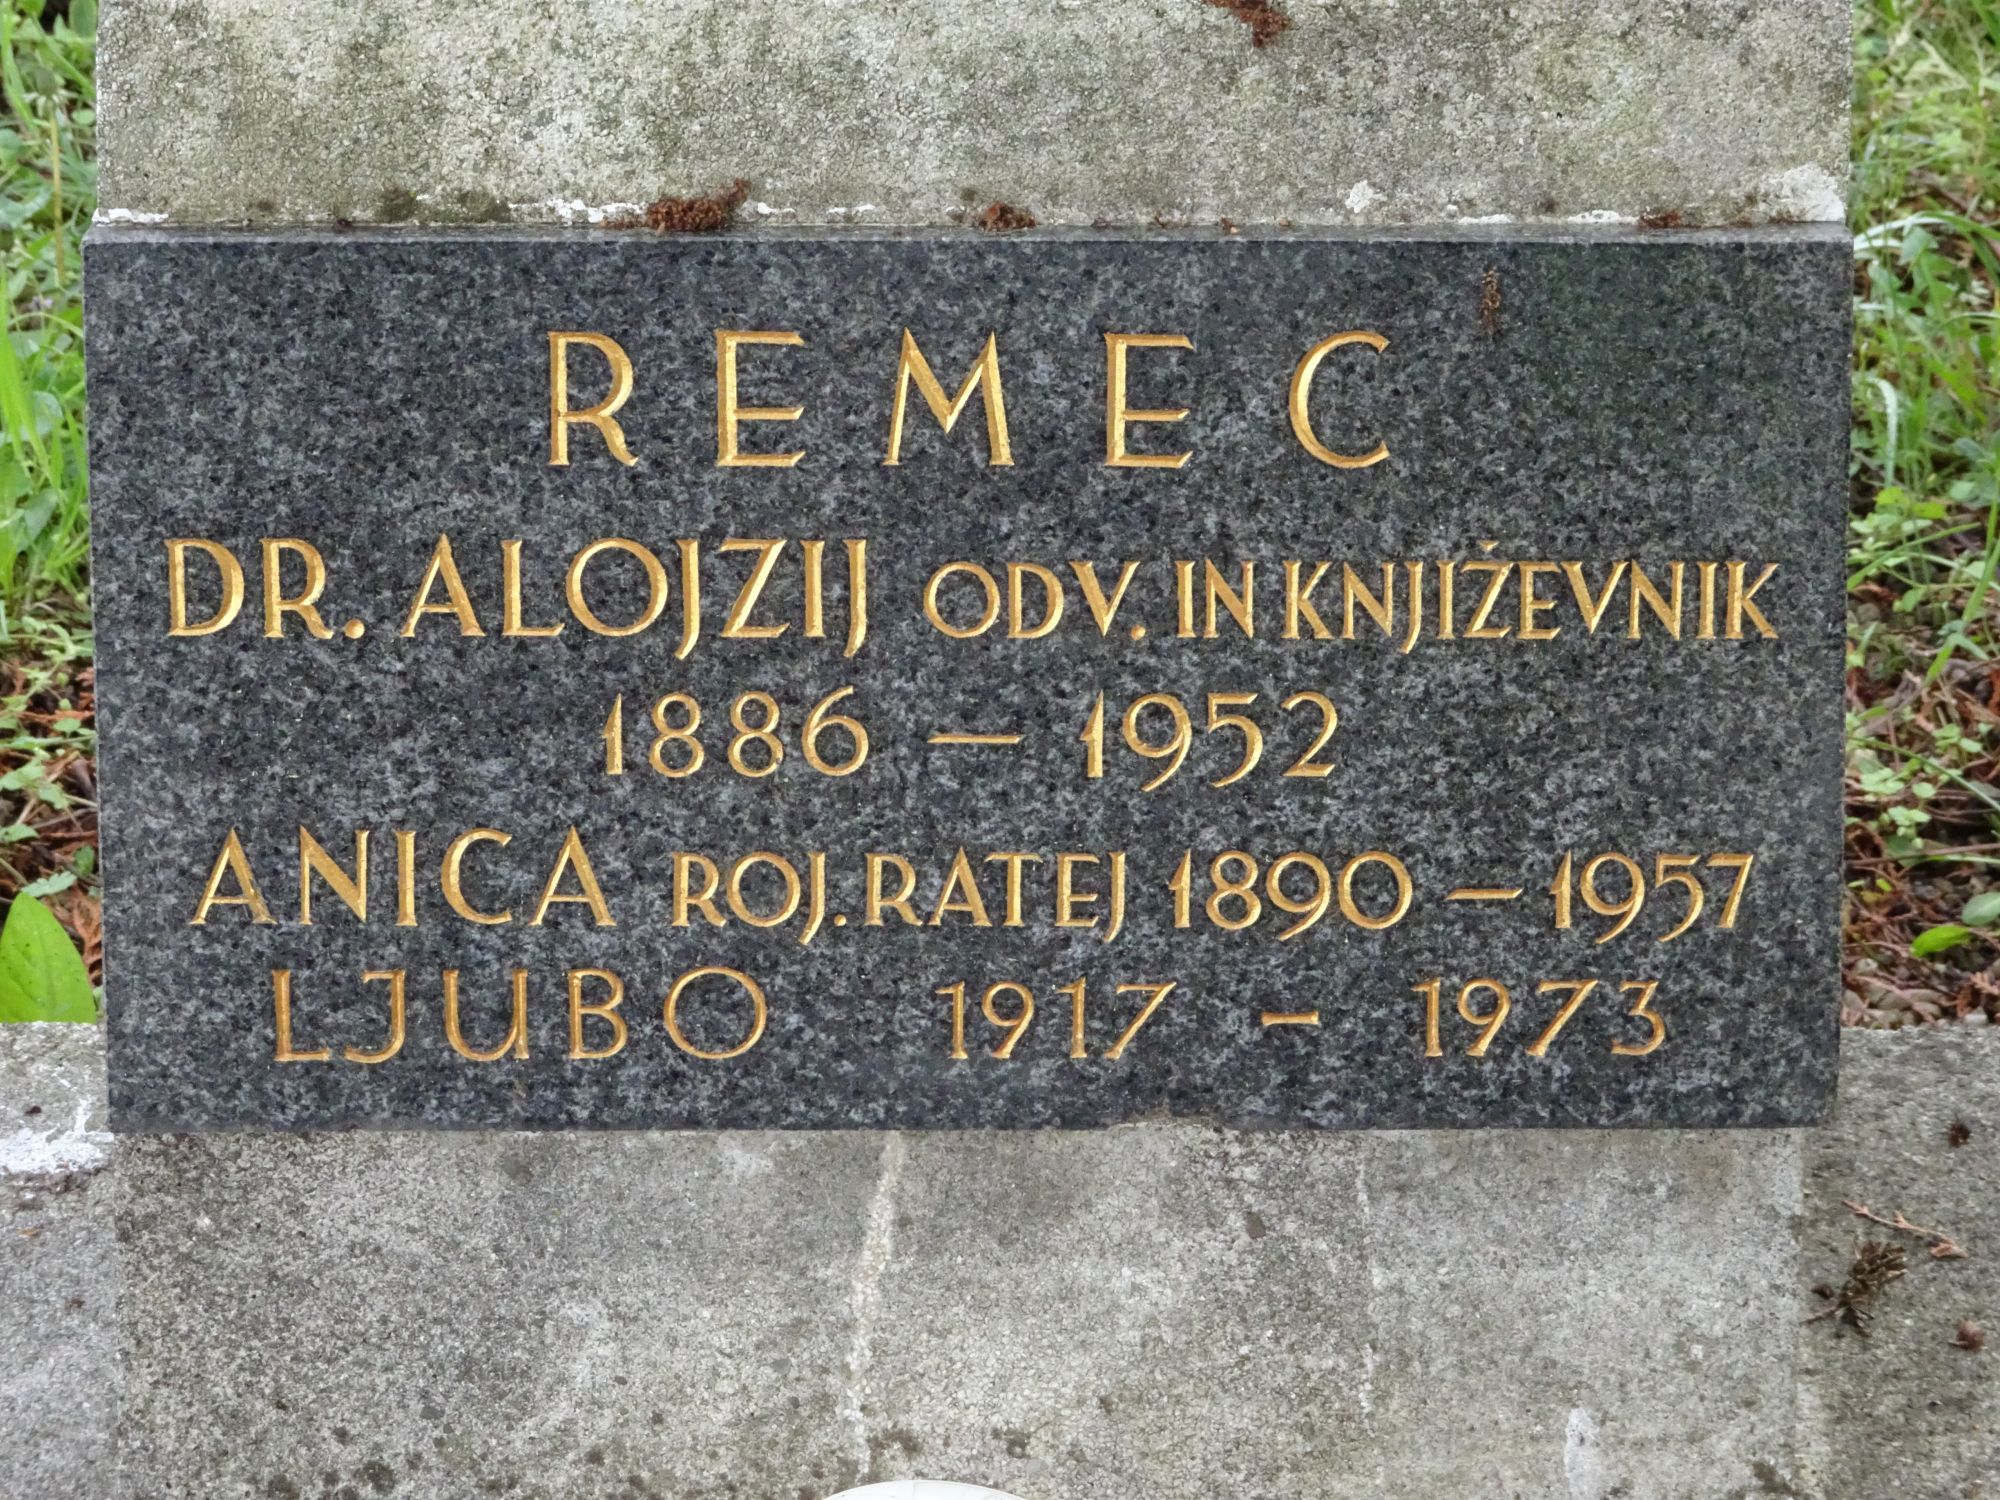 REMEC
DR. ALOJZIJ ODV. IN KNJIŽEVNIK
1886 – 1952
ANICA ROJ. RATEJ 1890 – 1957
LJUBO 1917 - 1973